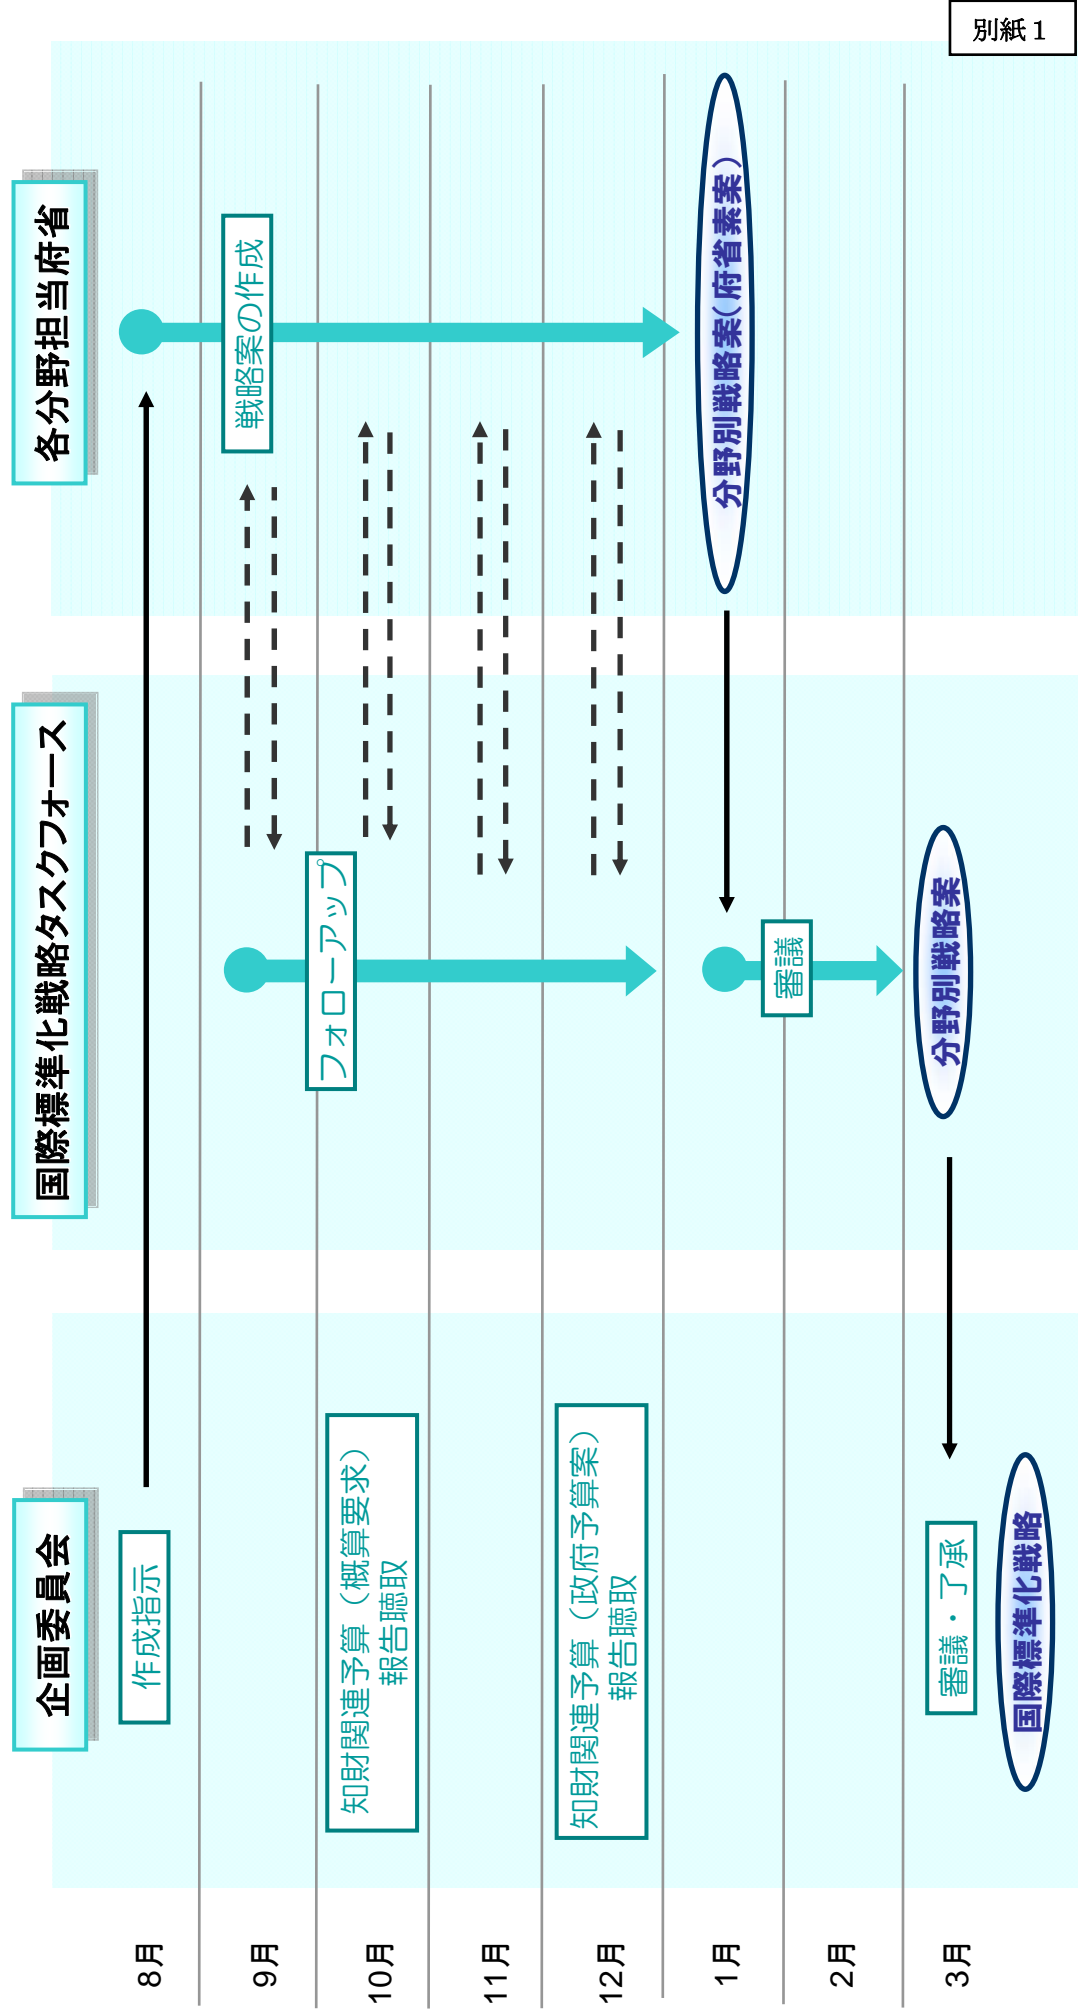 別紙１
企画委員会
国際標準化戦略タスクフォース
各分野担当府省
8月
作成指示
9月
戦略案の作成
フォローアップ
10月
知財関連予算（概算要求）
報告聴取
11月
12月
知財関連予算（政府予算案）
報告聴取
1月
分野別戦略案（府省素案）
審議
2月
3月
審議・了承
分野別戦略案
国際標準化戦略